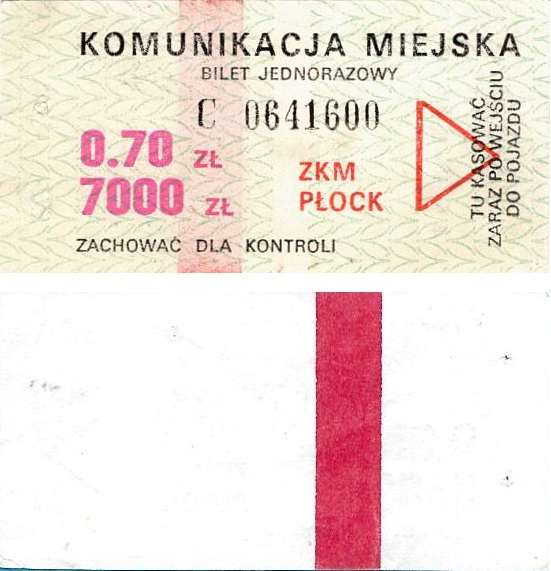 KOMUNIKACJA MIEJSKA
BILET JEDNORAZOWY
C 0641600
0.70 ZŁ
7000 ZŁ
ZKM
PŁOCK
ZACHOWAĆ DLA KONTROLI
TU KASOWAĆ
ZARAZ PO WEJŚCIU
DO POJAZDU